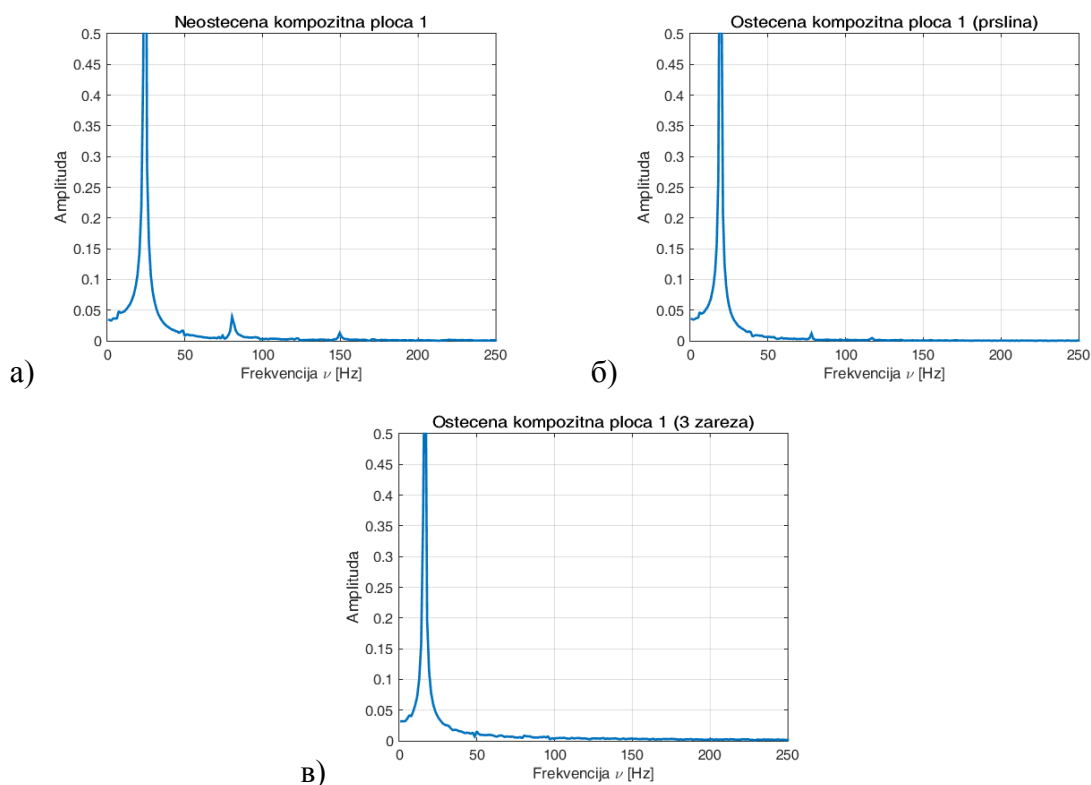 Neostecena kompozitna ploca 1
0.5
0.45
0.4
0.35
0.3
0.25
0.2
0.15
0.1
0.05
0
Amplituda
0 50 100 150 200 250
Frekvencija ν [Hz]
а)
Ostecena kompozitna ploca 1 (prslina)
0.5
0.45
0.4
0.35
0.3
0.25
0.2
0.15
0.1
0.05
0
Amplituda
0 50 100 150 200 250
Frekvencija ν [Hz]
б)
Ostecena kompozitna ploca 1 (3 zareza)
0.5
0.45
0.4
0.35
0.3
0.25
0.2
0.15
0.1
0.05
0
Amplituda
0 50 100 150 200 250
Frekvencija ν [Hz]
в)